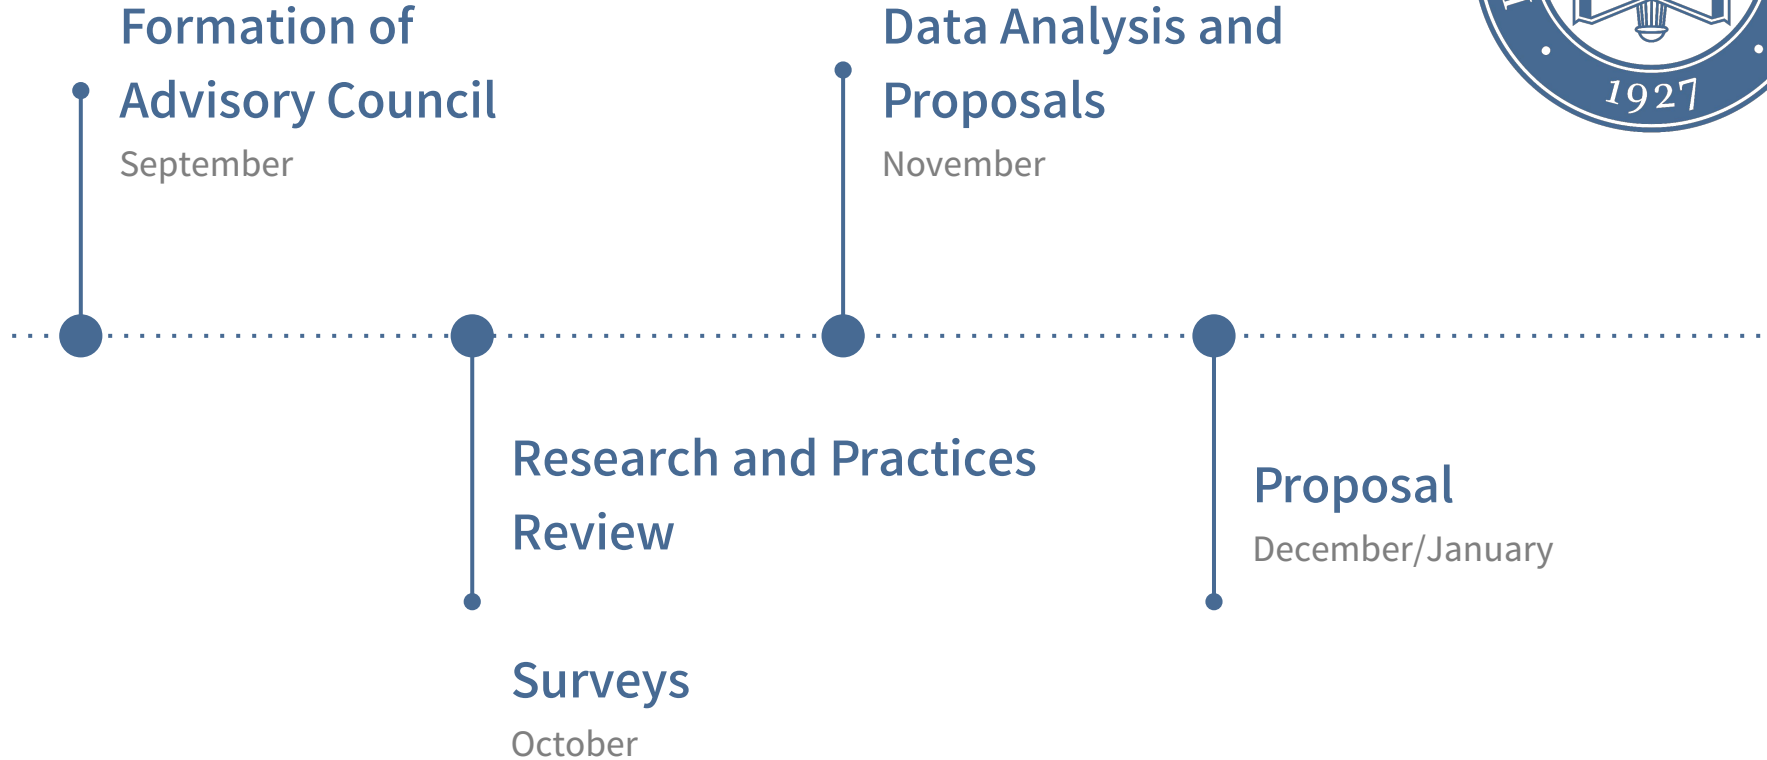 Formation of
Advisory Council
September
Data Analysis and
Proposals
November
1927
Research and Practices
Review
Surveys
October
Proposal
December/January